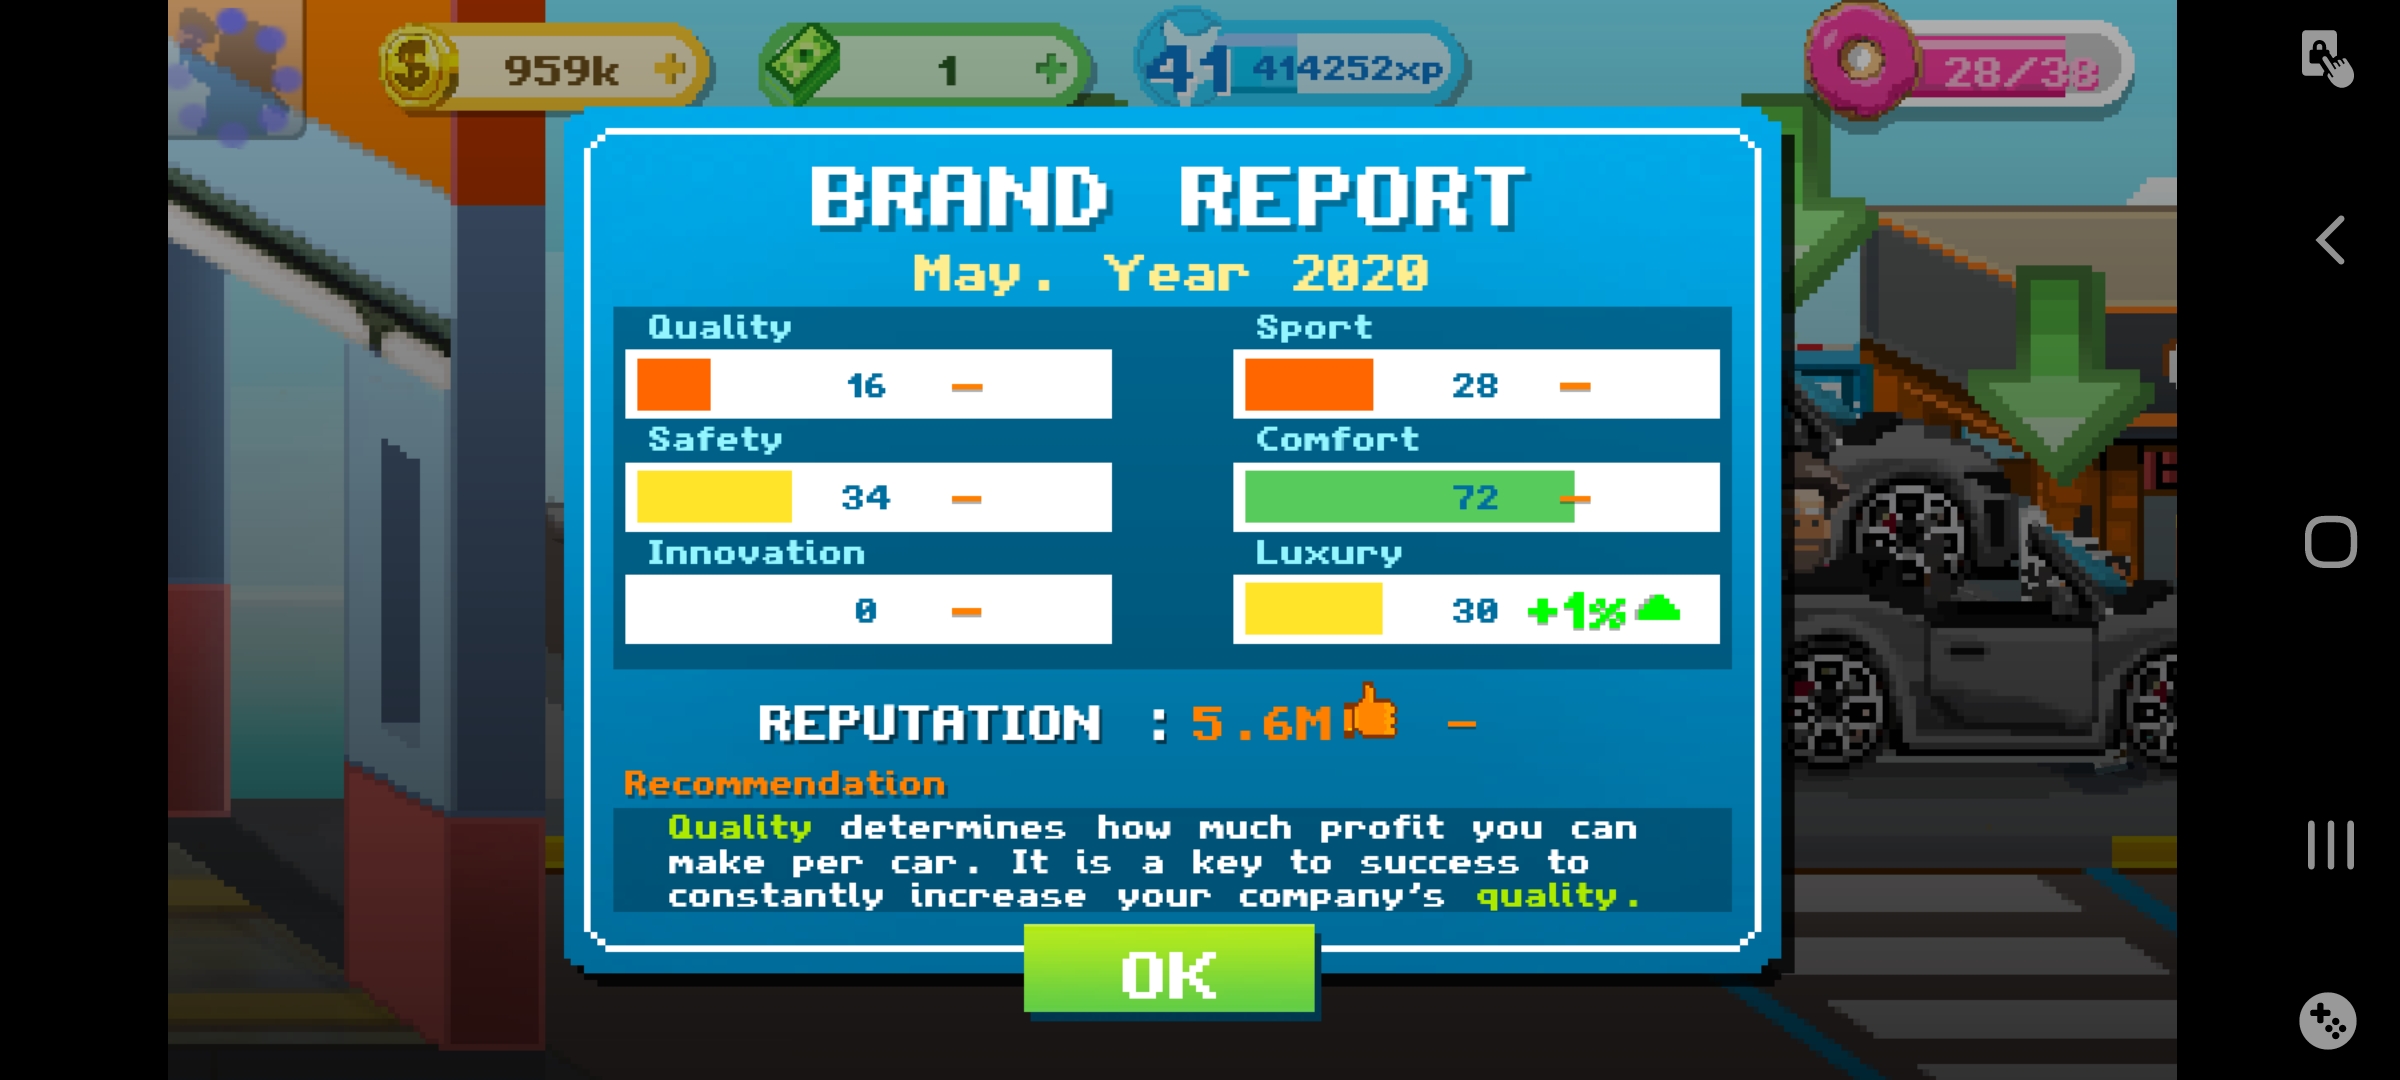 959k +
1 +
41 414252xp
28/38
BRAND REPORT
May. Year 2020
Quality
16 –
Sport
28 –
Safety
34 –
Comfort
72 –
Innovation
0 –
Luxury
30 +1%
REPUTATION : 5.6M –
Recommendation
Quality determines how much profit you can
make per car. It is a key to success to
constantly increase your company's quality.
OK